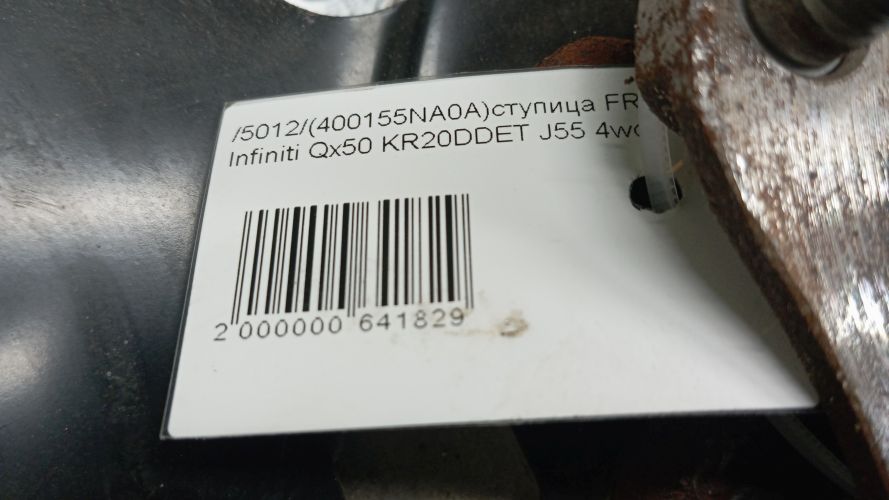 /5012/(400155NA0A)ступица FR
Infiniti Qx50 KR20DDET J55
2 000000 641829